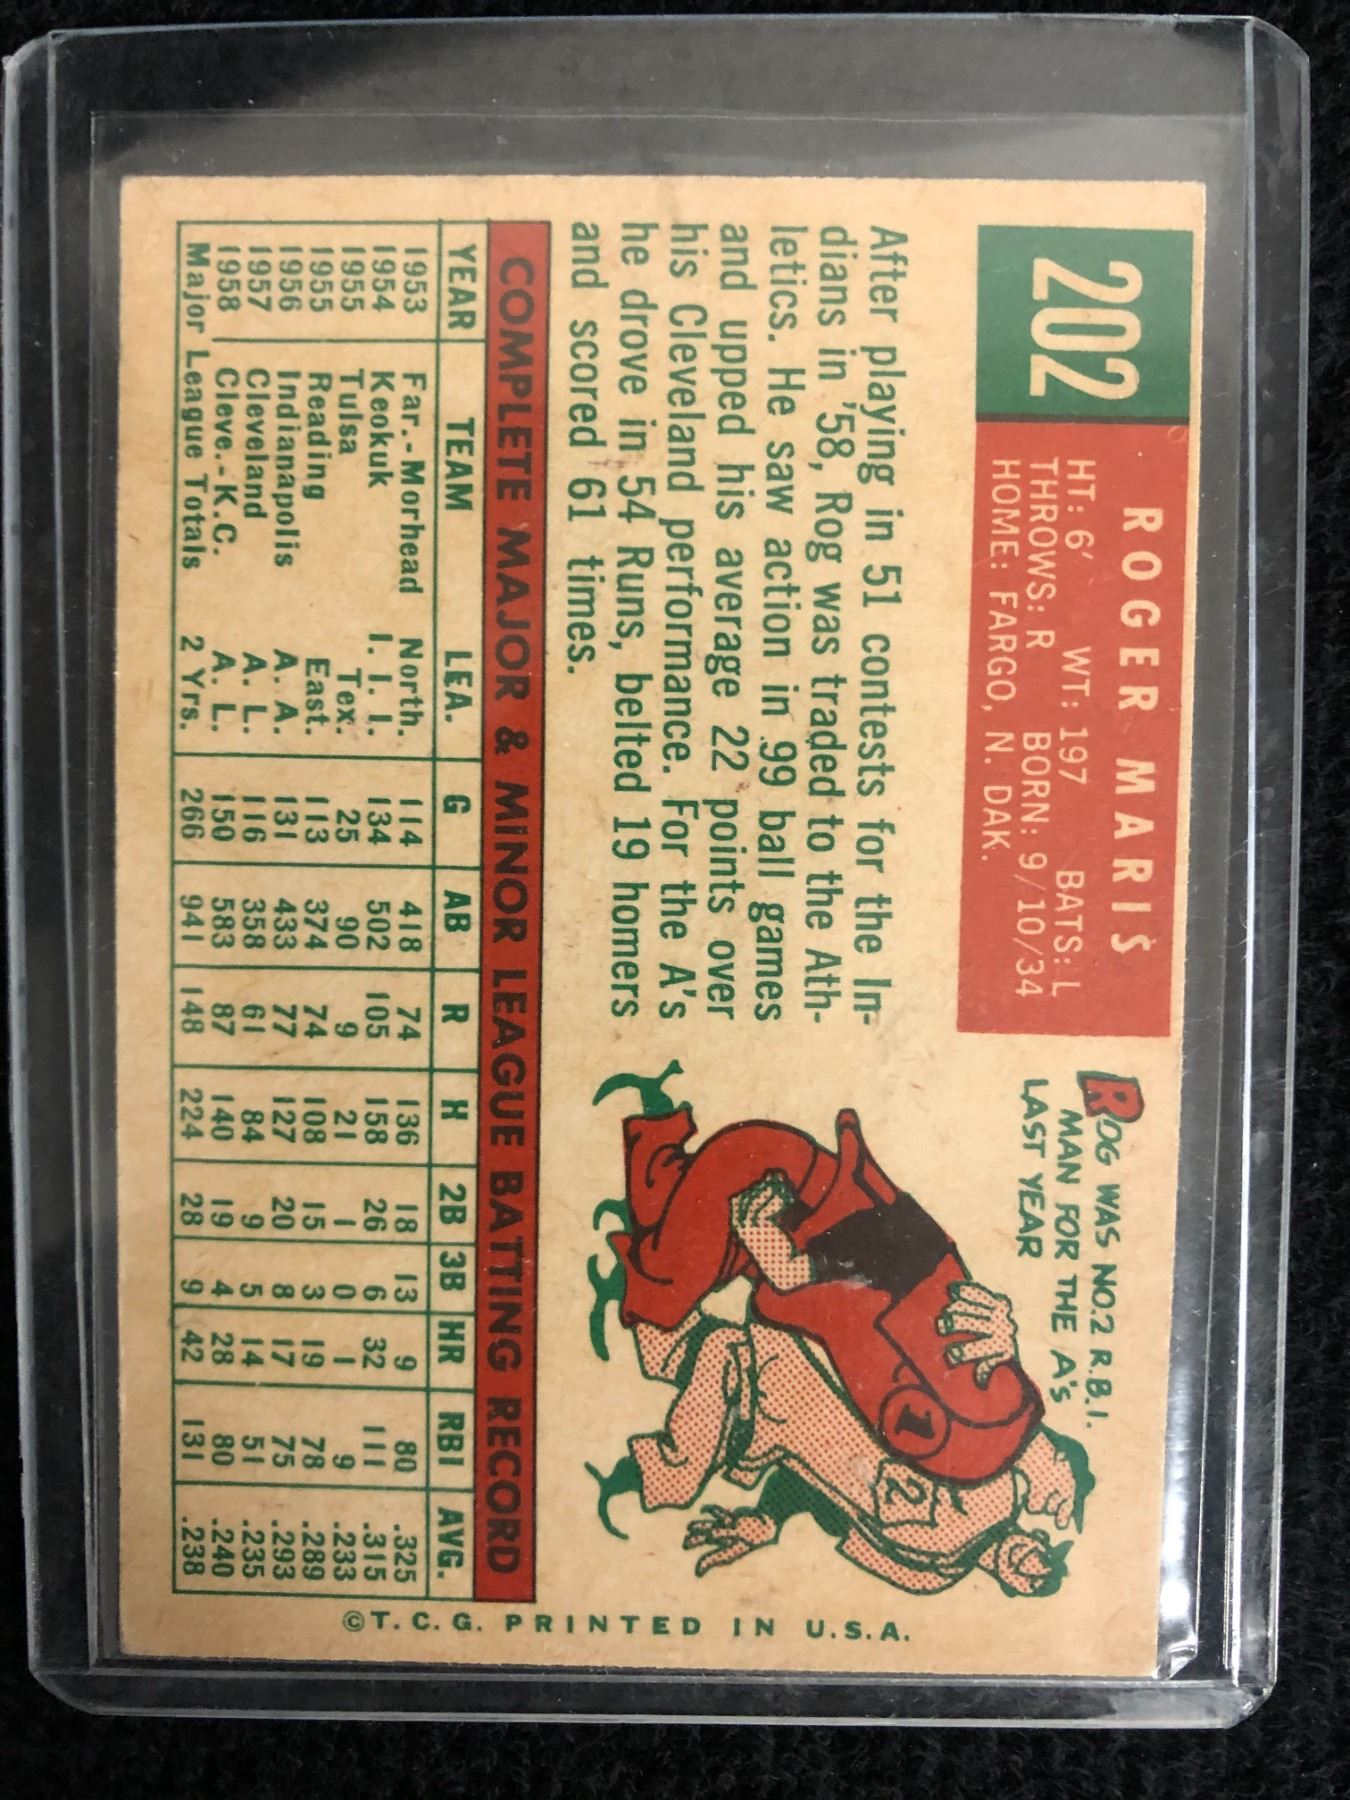 202
ROGER MARIS
HT: 6' WT: 197 BATS: L
THROWS: R BORN: 9/10/34
HOME: FARGO, N. DAK.
ROG WAS NO.2 R.B.I.
MAN FOR THE A's
LAST YEAR
1
2
After playing in 51 contests for the In-
dians in '58, Rog was traded to the Ath-
letics. He saw action in 99 ball games
and upped his average 22 points over
his Cleveland performance. For the A's
he drove in 54 Runs, belted 19 homers
and scored 61 times.
COMPLETE MAJOR & MINOR LEAGUE BATTING RECORD
YEAR TEAM LEA. G AB R H 2B 3B HR RBI AVG.
1953 Far.-Morhead North. 114 418 74 136 18 13 9 80 .325
1954 Keokuk I. I. I. 134 502 105 158 26 6 32 111 .315
1955 Tulsa Tex. 25 90 9 21 1 0 1 9 .233
1955 Reading East. 113 374 74 108 15 3 19 78 .289
1956 Indianapolis A. A. 131 433 77 127 20 8 17 75 .293
1957 Cleveland A. L. 116 358 61 84 9 5 14 51 .235
1958 Cleve.-K.C. A. L. 150 583 87 140 19 4 28 80 .240
Major League Totals 2 Yrs. 266 941 148 224 28 9 42 131 .238
©T. C. G. PRINTED IN U.S.A.